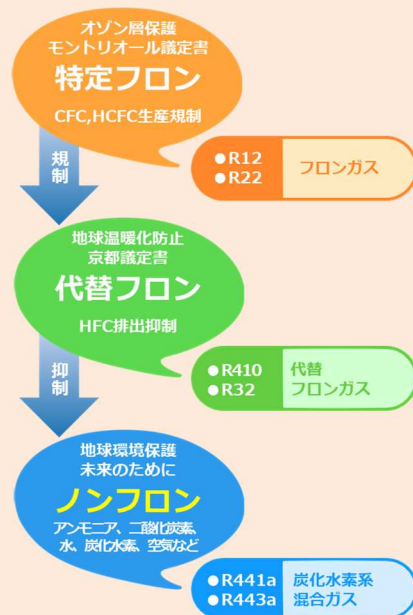 オゾン層保護
モントリオール議定書
特定フロン
CFC,HCFC生産規制
規制
●R12
●R22
フロンガス
地球温暖化防止
京都議定書
代替フロン
HFC排出抑制
抑制
●R410
●R32
代替
フロンガス
地球環境保護
未来のために
ノンフロン
アンモニア、二酸化炭素、
水、炭化水素、空気など
●R441a
●R443a
炭化水素系
混合ガス